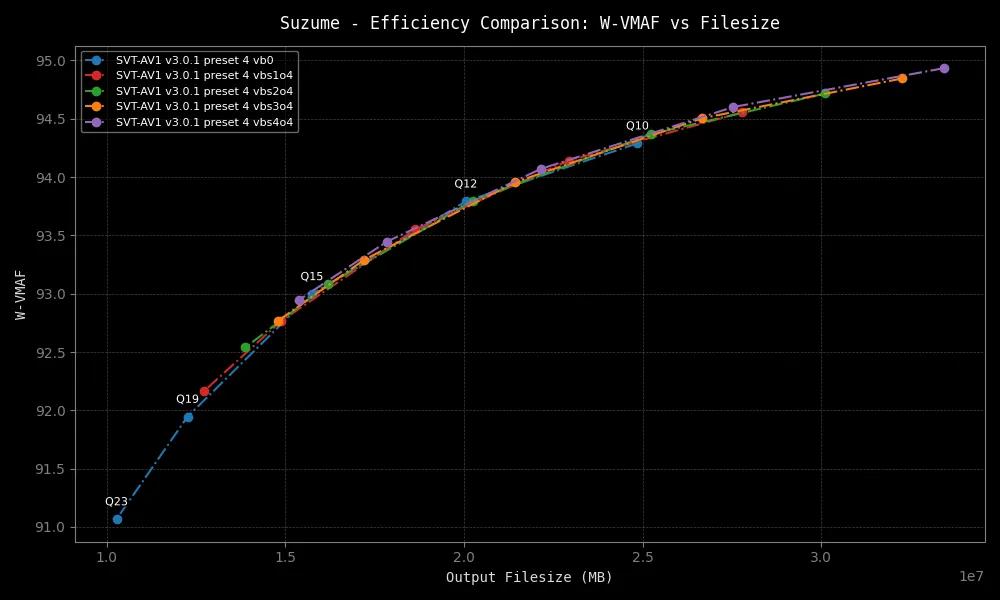 Suzume - Efficiency Comparison: W-VMAF vs Filesize
SVT-AV1 v3.0.1 preset 4 vb0
SVT-AV1 v3.0.1 preset 4 vbs1o4
SVT-AV1 v3.0.1 preset 4 vbs2o4
SVT-AV1 v3.0.1 preset 4 vbs3o4
SVT-AV1 v3.0.1 preset 4 vbs4o4
95.0
94.5
94.0
93.5
93.0
92.5
92.0
91.5
91.0
W-VMAF
Q10
Q12
Q15
Q19
Q23
1.0
1.5
2.0
2.5
3.0
1e7
Output Filesize (MB)